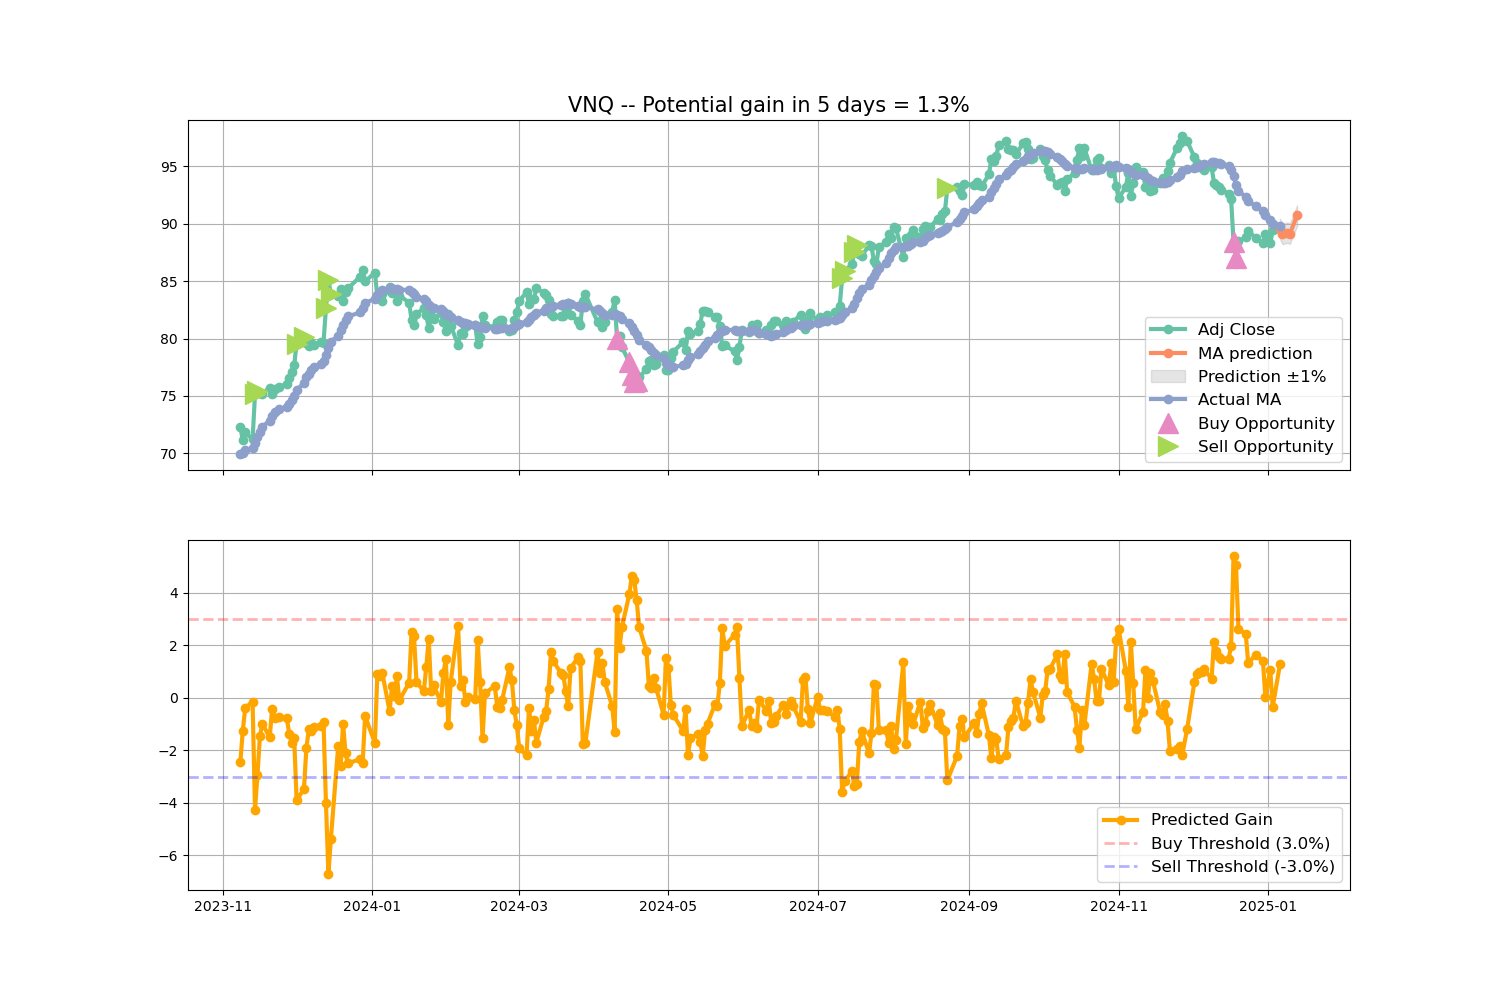 VNQ -- Potential gain in 5 days = 1.3%
95
90
85
80
75
70
Adj Close
MA prediction
Prediction ±1%
Actual MA
Buy Opportunity
Sell Opportunity
4
2
0
−2
−4
−6
Predicted Gain
Buy Threshold (3.0%)
Sell Threshold (-3.0%)
2023-11 2024-01 2024-03 2024-05 2024-07 2024-09 2024-11 2025-01